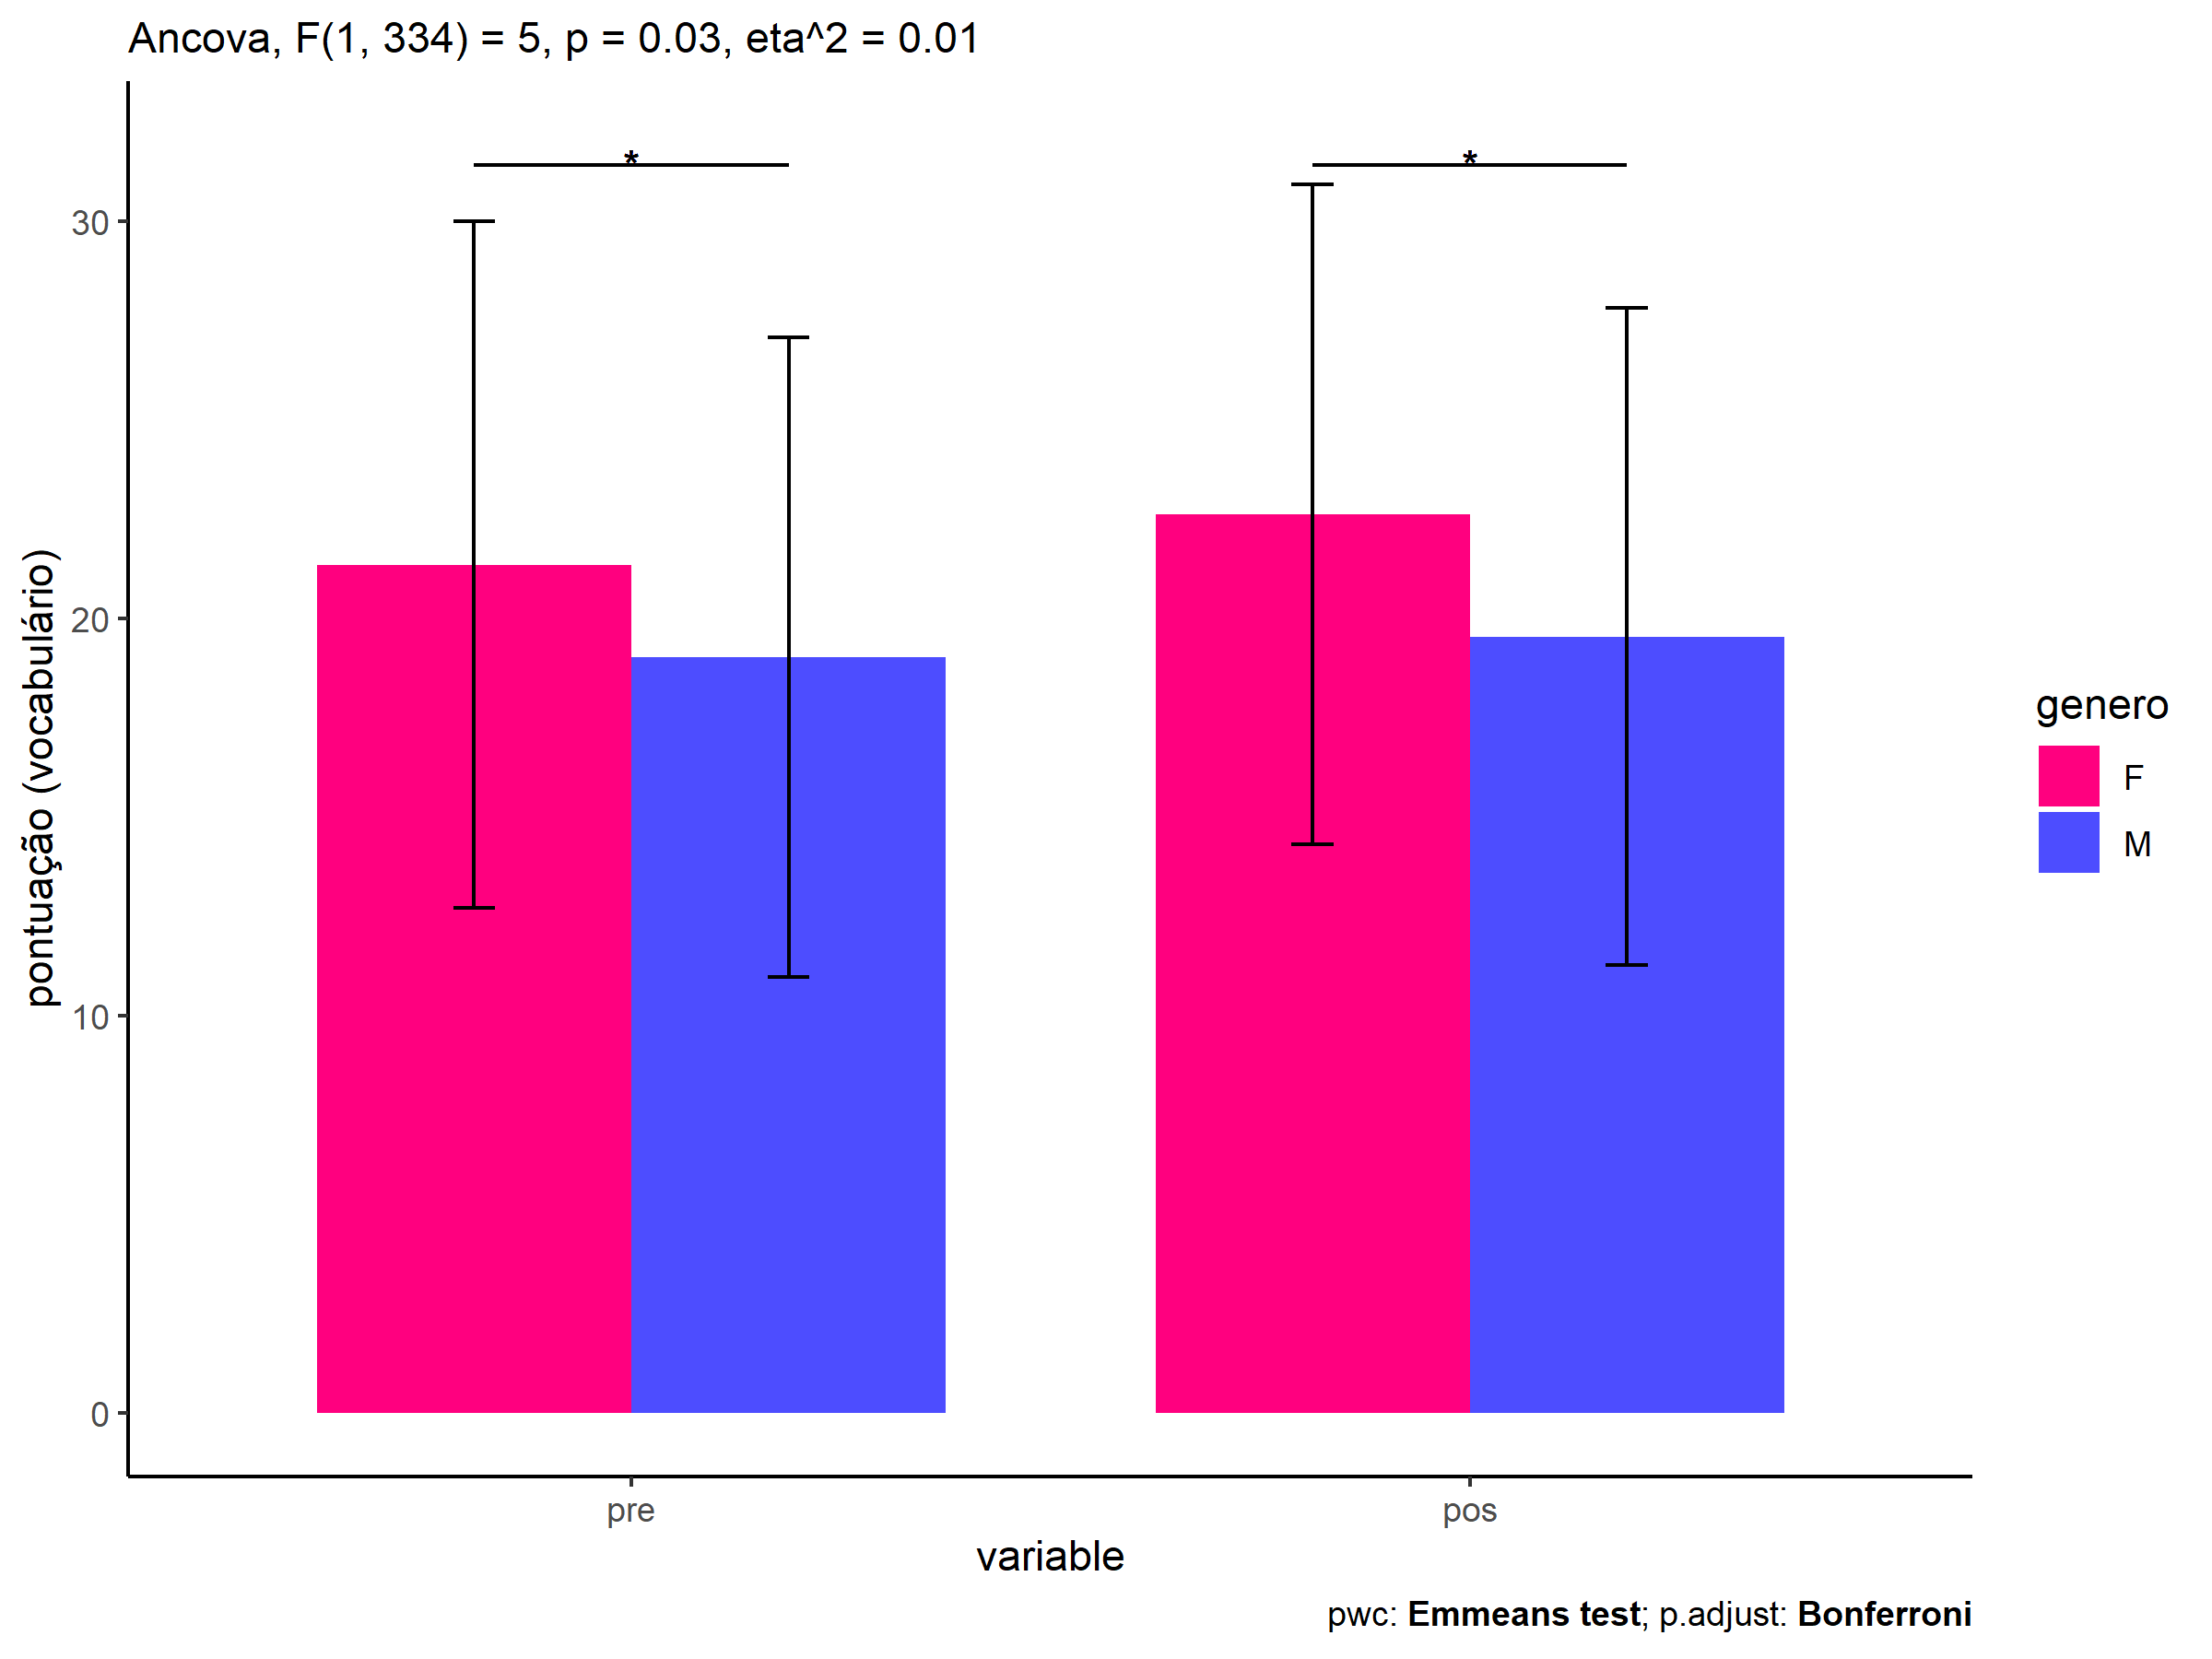 Ancova, F(1, 334) = 5, p = 0.03, eta^2 = 0.01
* *
30
20
10
0
pontuação (vocabulário)
pre pos
variable
genero
F
M
pwc: Emmeans test; p.adjust: Bonferroni